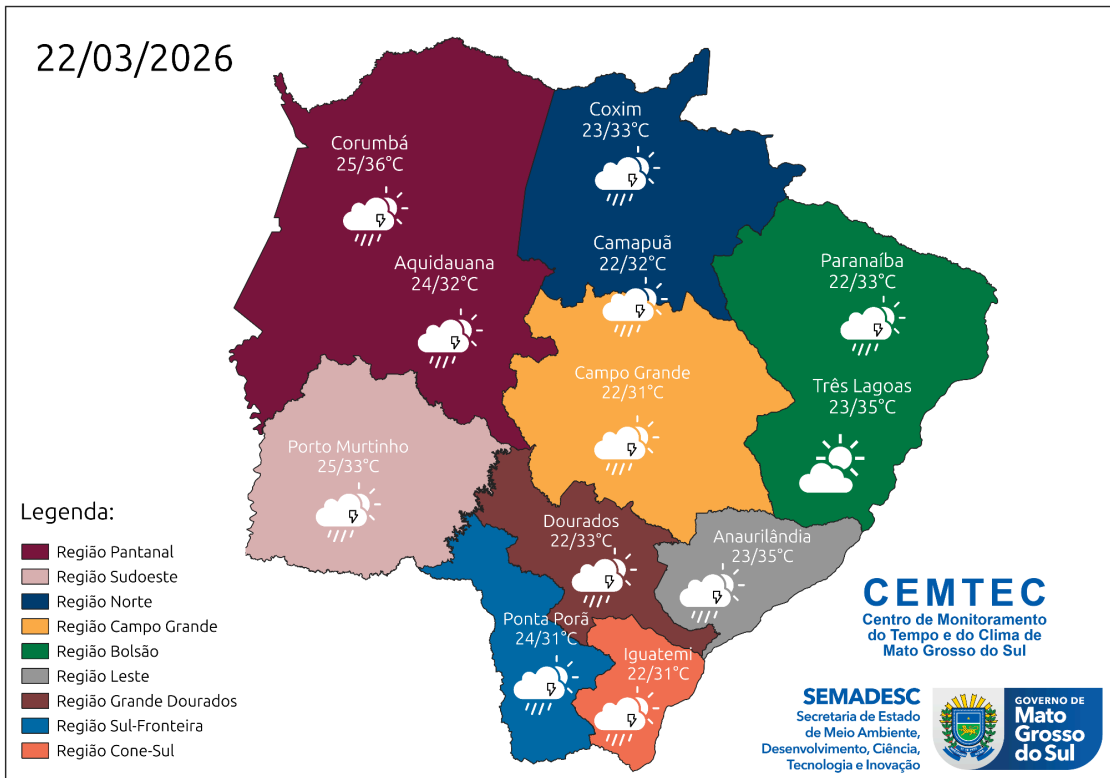 22/03/2026
Coxim
23/33°C
Corumbá
25/36°C
Camapuã
22/32°C
Paranaíba
22/33°C
Aquidauana
24/32°C
Campo Grande
22/31°C
Três Lagoas
23/35°C
Porto Murtinho
25/33°C
Dourados
22/33°C
Anaurilândia
23/35°C
Ponta Porã
24/31°C
Iguatemi
22/31°C
Legenda:
Região Pantanal
Região Sudoeste
Região Norte
Região Campo Grande
Região Bolsão
Região Leste
Região Grande Dourados
Região Sul-Fronteira
Região Cone-Sul
CEMTEC
Centro de Monitoramento
do Tempo e do Clima de
Mato Grosso do Sul
SEMADESC
Secretaria de Estado
de Meio Ambiente,
Desenvolvimento, Ciência,
Tecnologia e Inovação
GOVERNO DE
Mato
Grosso
do Sul